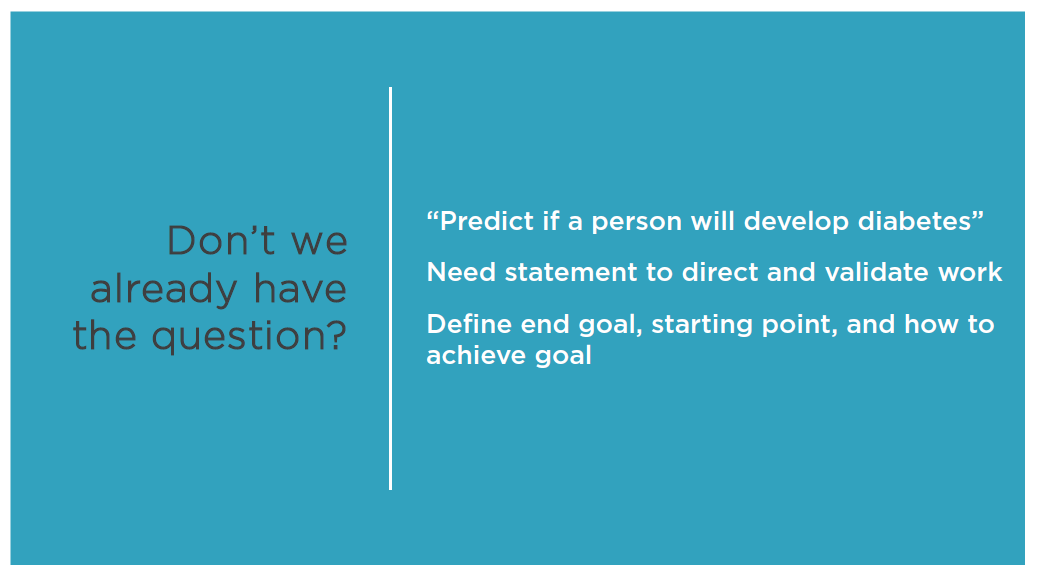 Don’t we
already have
the question?
“Predict if a person will develop diabetes”
Need statement to direct and validate work
Define end goal, starting point, and how to
achieve goal